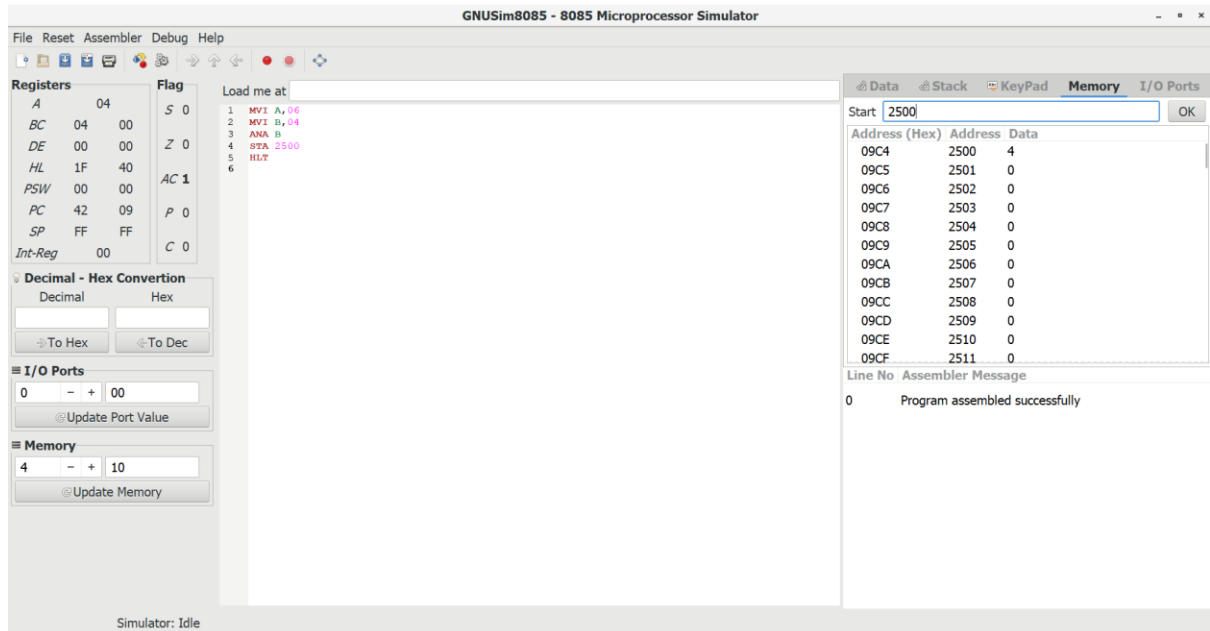 GNUSim8085 - 8085 Microprocessor Simulator
File Reset Assembler Debug Help
Registers
A 04
BC 04 00
DE 00 00
HL 1F 40
PSW 00 00
PC 42 09
SP FF FF
Int-Reg 00
Flag
S 0
Z 0
AC 1
P 0
C 0
Decimal - Hex Convertion
Decimal Hex
To Hex To Dec
I/O Ports
0 - + 00
Update Port Value
Memory
4 - + 10
Update Memory
Load me at
1 MVI A,06
2 MVI B,04
3 ANA B
4 STA 2500
5 HLT
6
Data Stack KeyPad Memory I/O Ports
Start 2500 OK
Address (Hex) Address Data
09C4 2500 4
09C5 2501 0
09C6 2502 0
09C7 2503 0
09C8 2504 0
09C9 2505 0
09CA 2506 0
09CB 2507 0
09CC 2508 0
09CD 2509 0
09CE 2510 0
09CF 2511 0
Line No Assembler Message
0 Program assembled successfully
Simulator: Idle